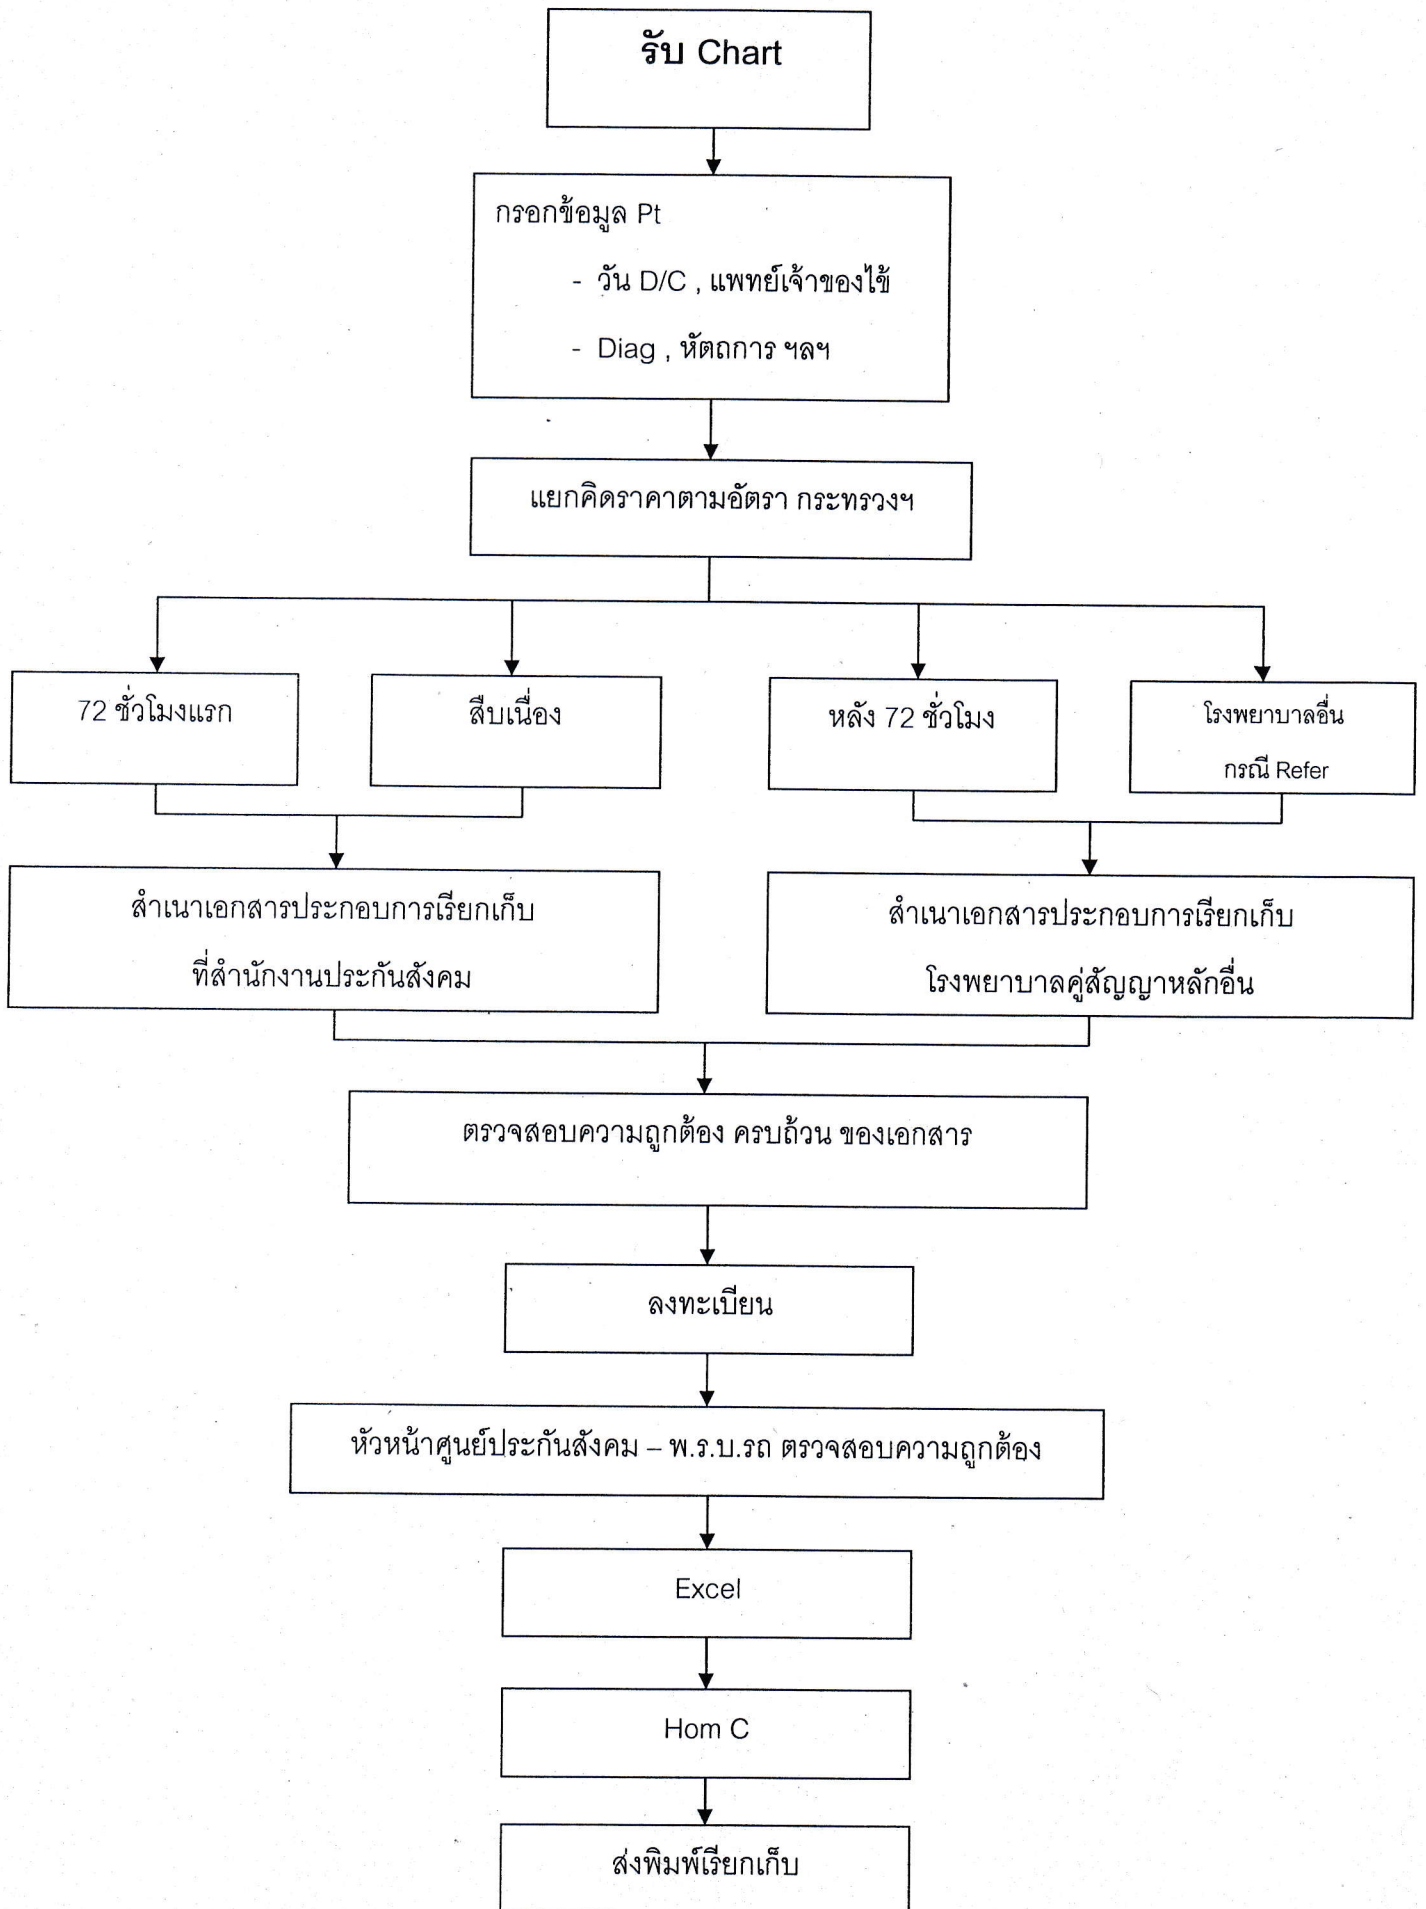 รับ Chart
กรอกข้อมูล Pt
- วัน D/C , แพทย์เจ้าของไข้
- Diag , หัตถการ ฯลฯ
แยกคิดราคาตามอัตรา กระทรวงฯ
72 ชั่วโมงแรก
สืบเนื่อง
หลัง 72 ชั่วโมง
โรงพยาบาลอื่น
กรณี Refer
สำเนาเอกสารประกอบการเรียกเก็บ
ที่สำนักงานประกันสังคม
สำเนาเอกสารประกอบการเรียกเก็บ
โรงพยาบาลคู่สัญญาหลักอื่น
ตรวจสอบความถูกต้อง ครบถ้วน ของเอกสาร
ลงทะเบียน
หัวหน้าศูนย์ประกันสังคม – พ.ร.บ.รถ ตรวจสอบความถูกต้อง
Excel
Hom C
ส่งพิมพ์เรียกเก็บ